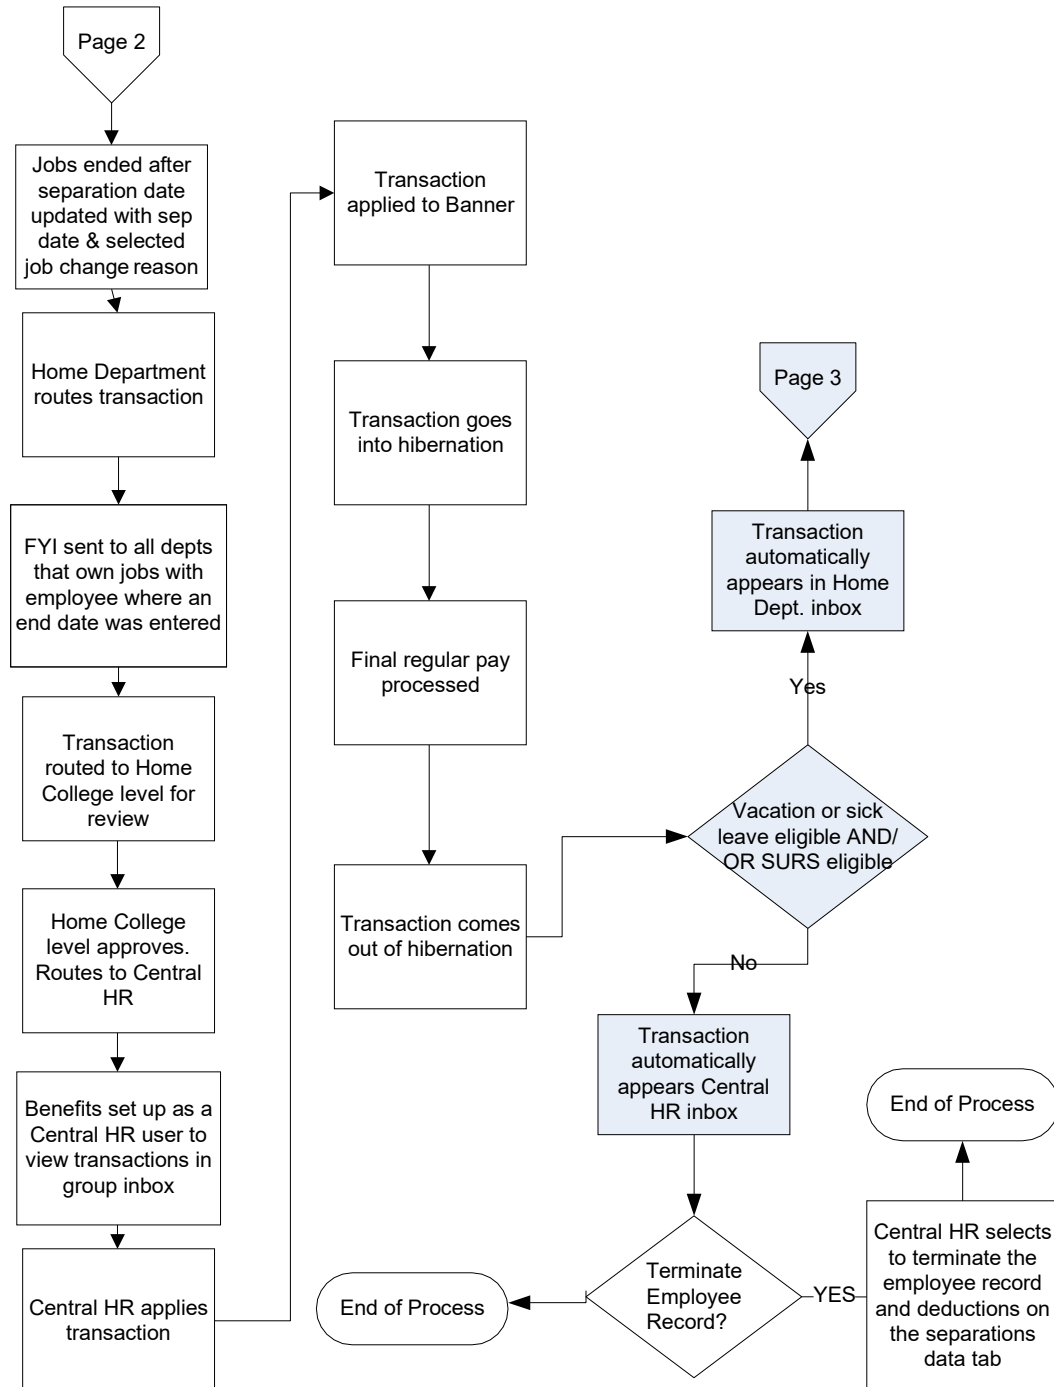 Page 2
Jobs ended after
separation date
updated with sep
date & selected
job change reason
Home Department
routes transaction
FYI sent to all depts
that own jobs with
employee where an
end date was entered
Transaction
routed to Home
College level for
review
Home College
level approves.
Routes to Central
HR
Benefits set up as a
Central HR user to
view transactions in
group inbox
Central HR applies
transaction
Transaction
applied to Banner
Transaction goes
into hibernation
Final regular pay
processed
Transaction comes
out of hibernation
Vacation or sick
leave eligible AND/
OR SURS eligible
Yes
Transaction
automatically
appears in Home
Dept. inbox
Page 3
No
Transaction
automatically
appears Central
HR inbox
Terminate
Employee
Record?
End of Process
YES
Central HR selects
to terminate the
employee record
and deductions on
the separations
data tab
End of Process